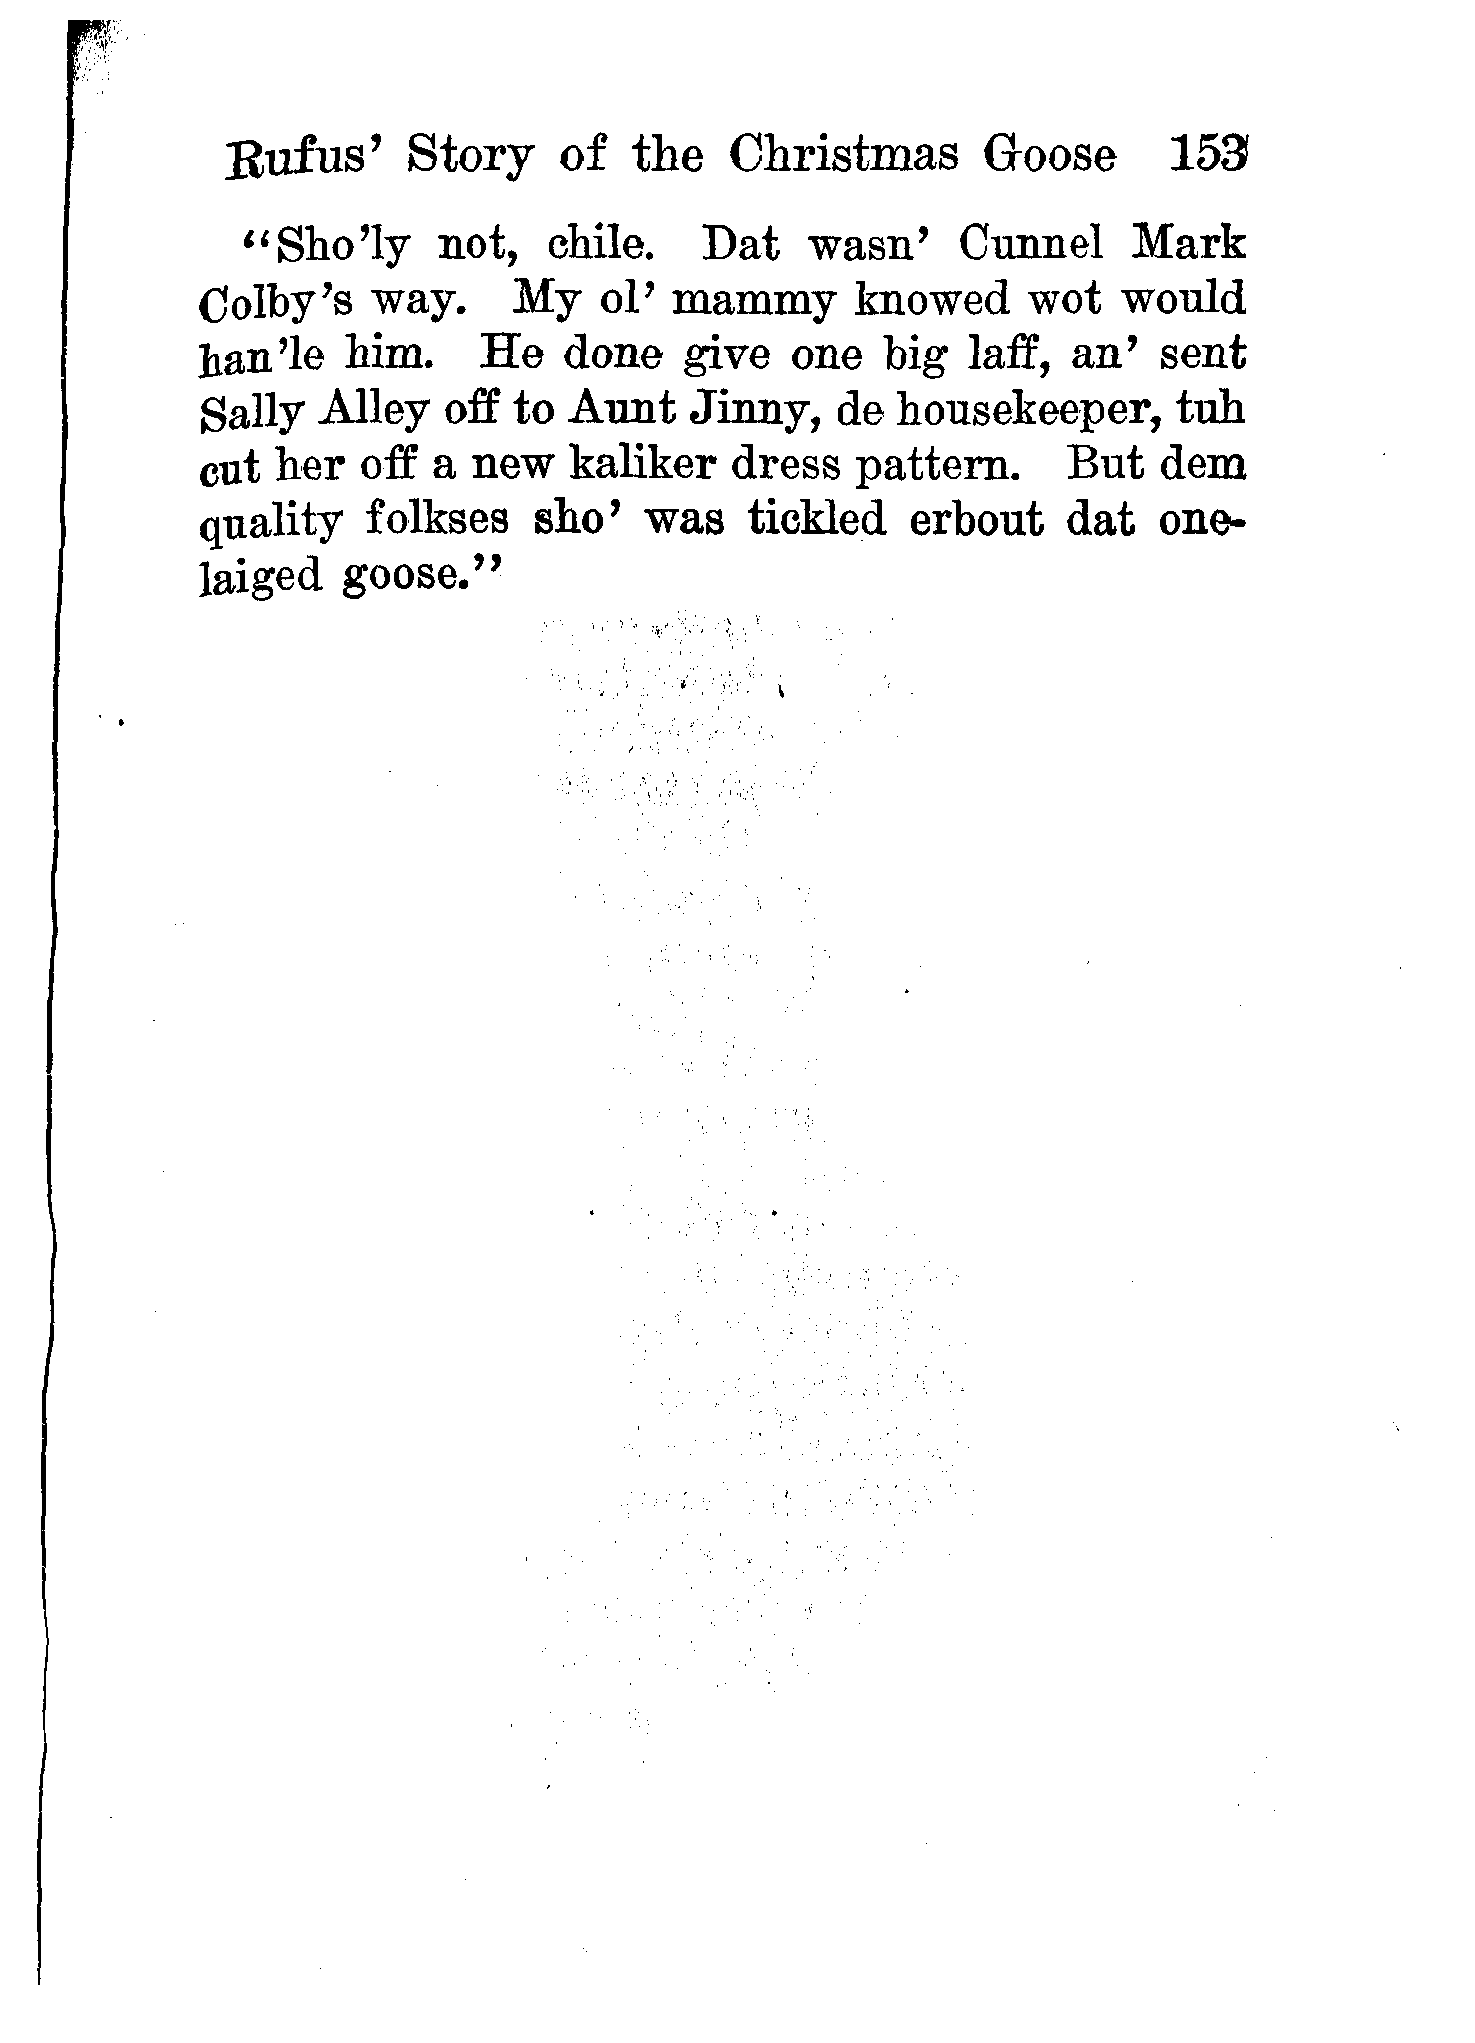 Rufus’ Story of the Christmas Goose 153
“Sho’ly not, chile. Dat wasn’ Cunnel Mark
Colby’s way. My ol’ mammy knowed wot would
han’le him. He done give one big laff, an’ sent
Sally Alley off to Aunt Jinny, de housekeeper, tuh
cut her off a new kaliker dress pattern. But dem
quality folkses sho’ was tickled erbout dat one-
laiged goose.”